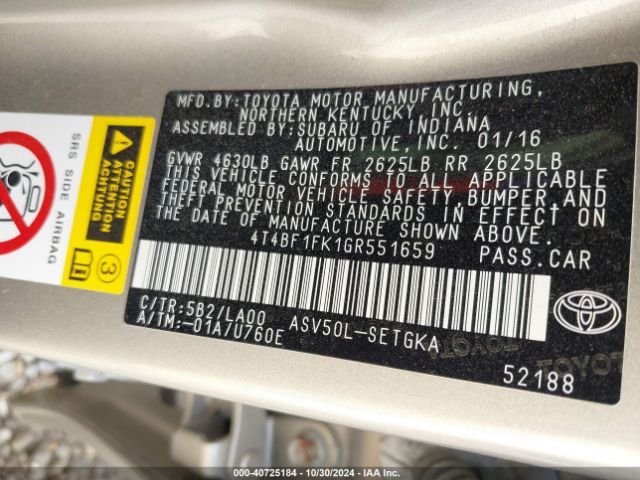 MFD.BY:TOYOTA MOTOR MANUFACTURING,
NORTHERN KENTUCKY, INC.
ASSEMBLED BY:SUBARU OF INDIANA
AUTOMOTIVE,INC. 01/16
GVWR 4630LB GAWR FR 2625LB RR 2625LB
THIS VEHICLE CONFORMS TO ALL APPLICABLE
FEDERAL MOTOR VEHICLE SAFETY, BUMPER,AND
THEFT PREVENTION STANDARDS IN EFFECT ON
THE DATE OF MANUFACTURE SHOWN ABOVE.
4T4BF1FK1GR551659 PASS.CAR
C/TR:5B2/LA00 ASV50L-SETGKA
A/TM:-01A/U760E
TOYOTA
TOYOTA
52188
SRS SIDE AIRBAG
CAUTION
ATTENTION
ACHTUNG
3
000-40725184 - 10/30/2024 - IAA Inc.